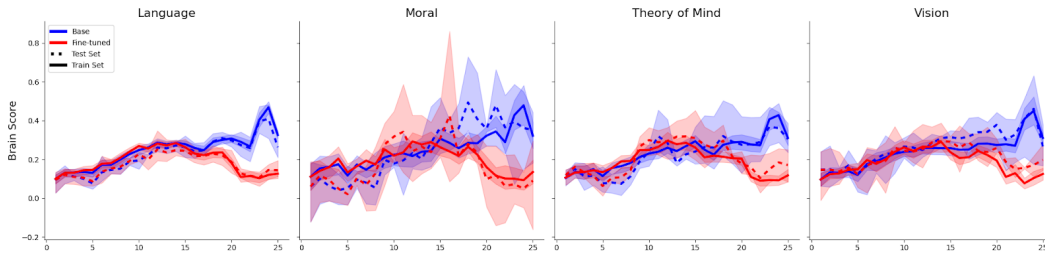 Language
Moral
Theory of Mind
Vision
Brain Score
0.8
0.6
0.4
0.2
0.0
−0.2
Base
Fine-tuned
Test Set
Train Set
0 5 10 15 20 25
0 5 10 15 20 25
0 5 10 15 20 25
0 5 10 15 20 25